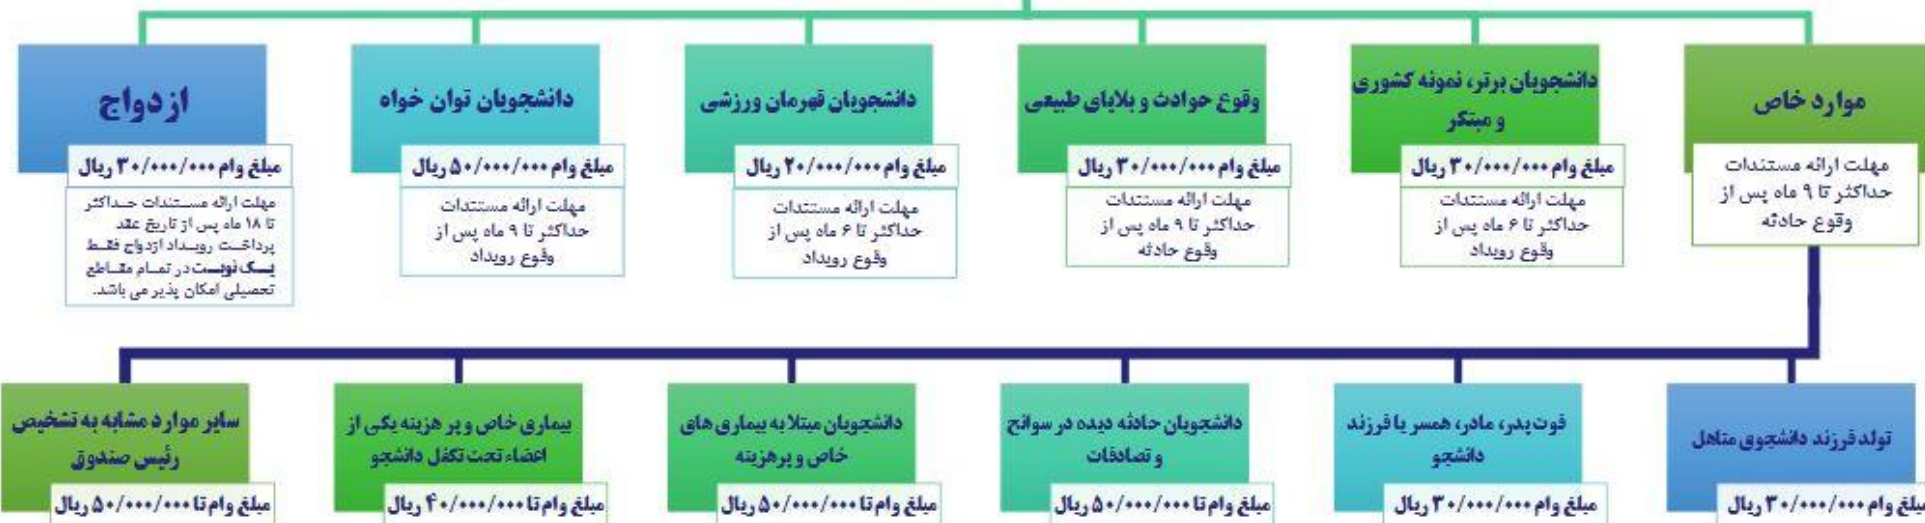 موارد خاص
مهلت ارائه مستندات
حداکثر تا ۹ ماه پس از
وقوع حادثه
دانشجویان برتر، نمونه کشوری
و مبتکر
مبلغ وام ۳۰/۰۰۰/۰۰۰ ریال
مهلت ارائه مستندات
حداکثر تا ۶ ماه پس از
وقوع رویداد
وقوع حوادث و بلایای طبیعی
مبلغ وام ۳۰/۰۰۰/۰۰۰ ریال
مهلت ارائه مستندات
حداکثر تا ۹ ماه پس از
وقوع حادثه
دانشجویان قهرمان ورزشی
مبلغ وام ۲۰/۰۰۰/۰۰۰ ریال
مهلت ارائه مستندات
حداکثر تا ۶ ماه پس از
وقوع رویداد
دانشجویان توان خواه
مبلغ وام ۵۰/۰۰۰/۰۰۰ ریال
مهلت ارائه مستندات
حداکثر تا ۹ ماه پس از
وقوع رویداد
ازدواج
مبلغ وام ۳۰/۰۰۰/۰۰۰ ریال
مهلت ارائه مستندات حداکثر
تا ۱۸ ماه پس از تاریخ عقد
پرداخت رویداد ازدواج فقط
یک نوبت در تمام مقاطع
تحصیلی امکان پذیر می باشد.
تولد فرزند دانشجوی متاهل
مبلغ وام ۳۰/۰۰۰/۰۰۰ ریال
فوت پدر، مادر، همسر یا فرزند
دانشجو
مبلغ وام ۳۰/۰۰۰/۰۰۰ ریال
دانشجویان حادثه دیده در سوانح
و تصادفات
مبلغ وام تا ۵۰/۰۰۰/۰۰۰ ریال
دانشجویان مبتلا به بیماری های
خاص و پرهزینه
مبلغ وام تا ۵۰/۰۰۰/۰۰۰ ریال
بیماری خاص و پر هزینه یکی از
اعضاء تحت تکفل دانشجو
مبلغ وام تا ۴۰/۰۰۰/۰۰۰ ریال
سایر موارد مشابه به تشخیص
رئیس صندوق
مبلغ وام تا ۵۰/۰۰۰/۰۰۰ ریال